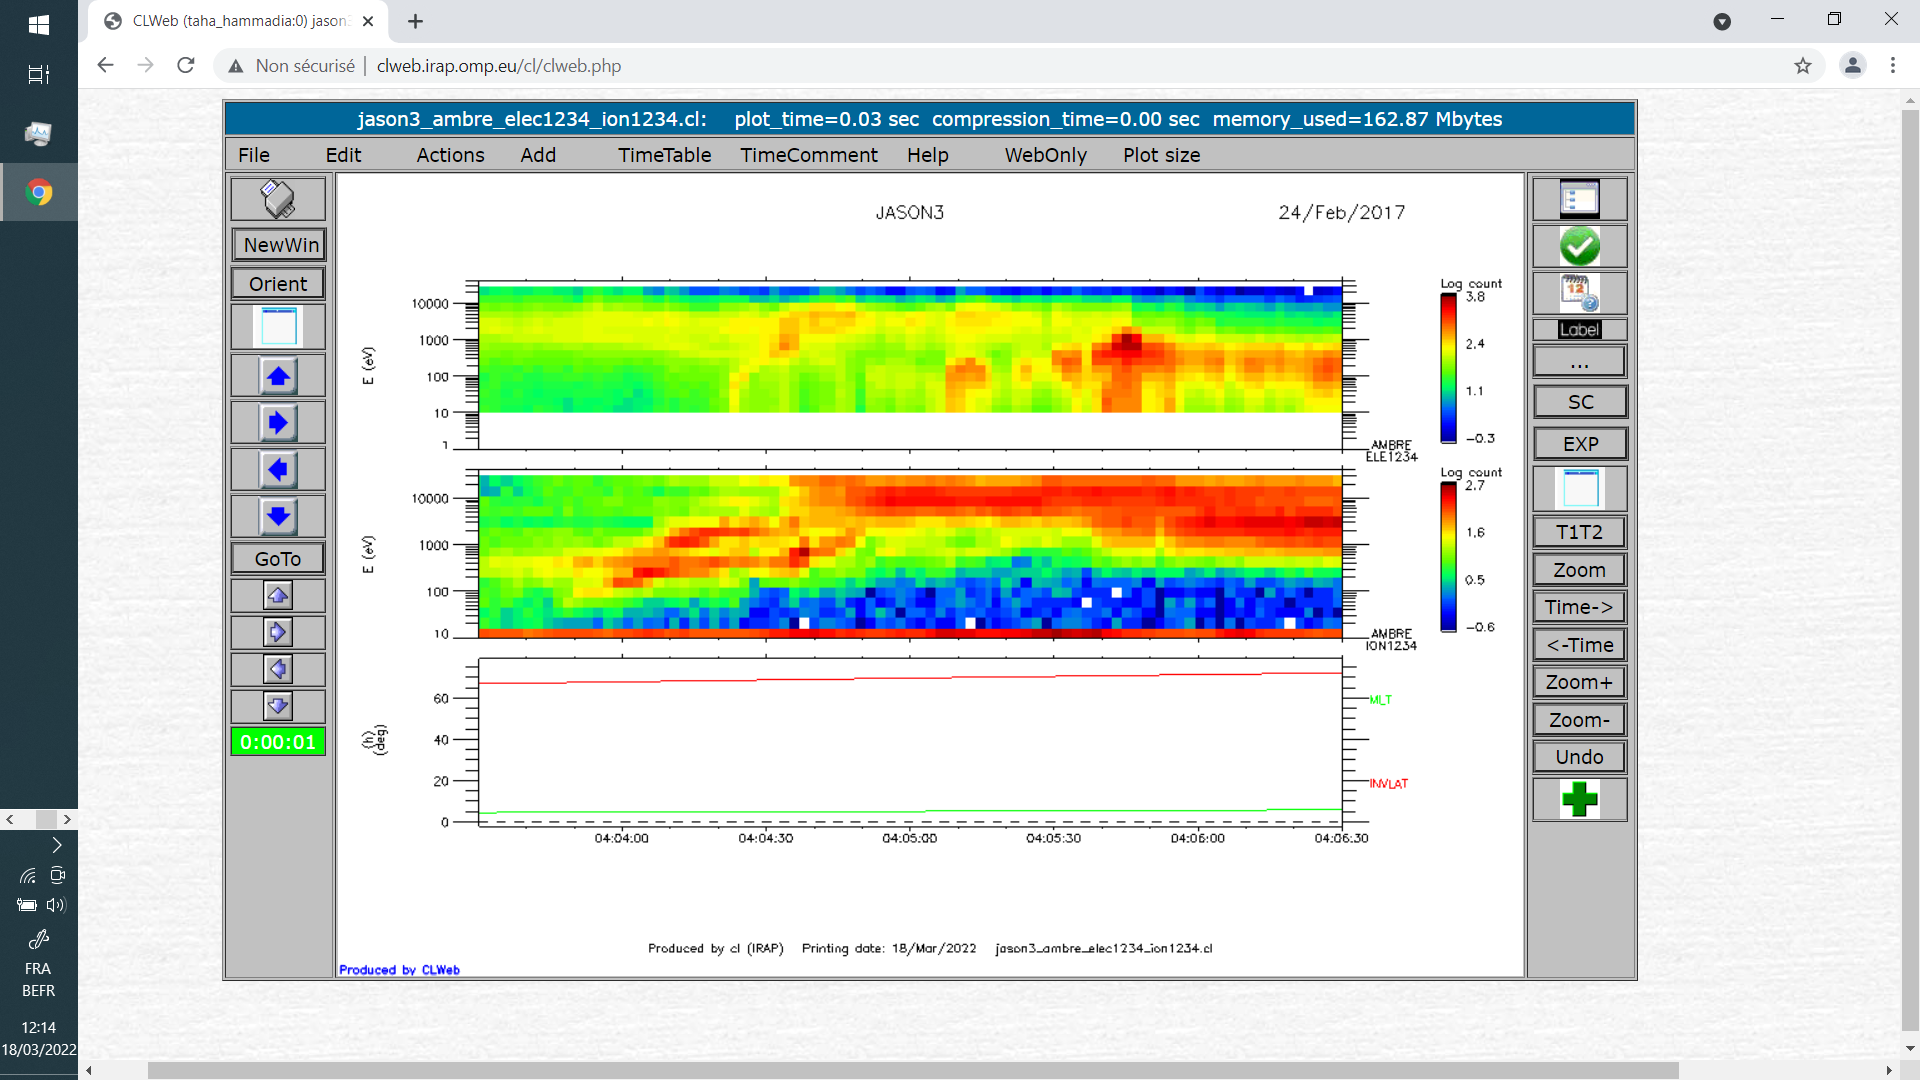 CLWeb (taha_hammadia:0) jason3
Non sécurisé | clweb.irap.omp.eu/cl/clweb.php
jason3_ambre_elec1234_ion1234.cl: plot_time=0.03 sec compression_time=0.00 sec memory_used=162.87 Mbytes
File Edit Actions Add TimeTable TimeComment Help WebOnly Plot size
NewWin
Orient
GoTo
0:00:01
JASON3 24/Feb/2017
10000
1000
100
10
1
E (eV)
Log count
3.8
2.4
1.1
-0.3
AMBRE
ELE1234
10000
1000
100
10
E (eV)
Log count
2.7
1.6
0.5
-0.6
AMBRE
ION1234
60
40
20
0
(h)
(deg)
MLT
INVLAT
04:04:00 04:04:30 04:05:00 04:05:30 04:06:00 04:06:30
Produced by cl (IRAP) Printing date: 18/Mar/2022 jason3_ambre_elec1234_ion1234.cl
Produced by CLWeb
12
Label
...
SC
EXP
T1T2
Zoom
Time->
<-Time
Zoom+
Zoom-
Undo
FRA
BEFR
12:14
18/03/2022